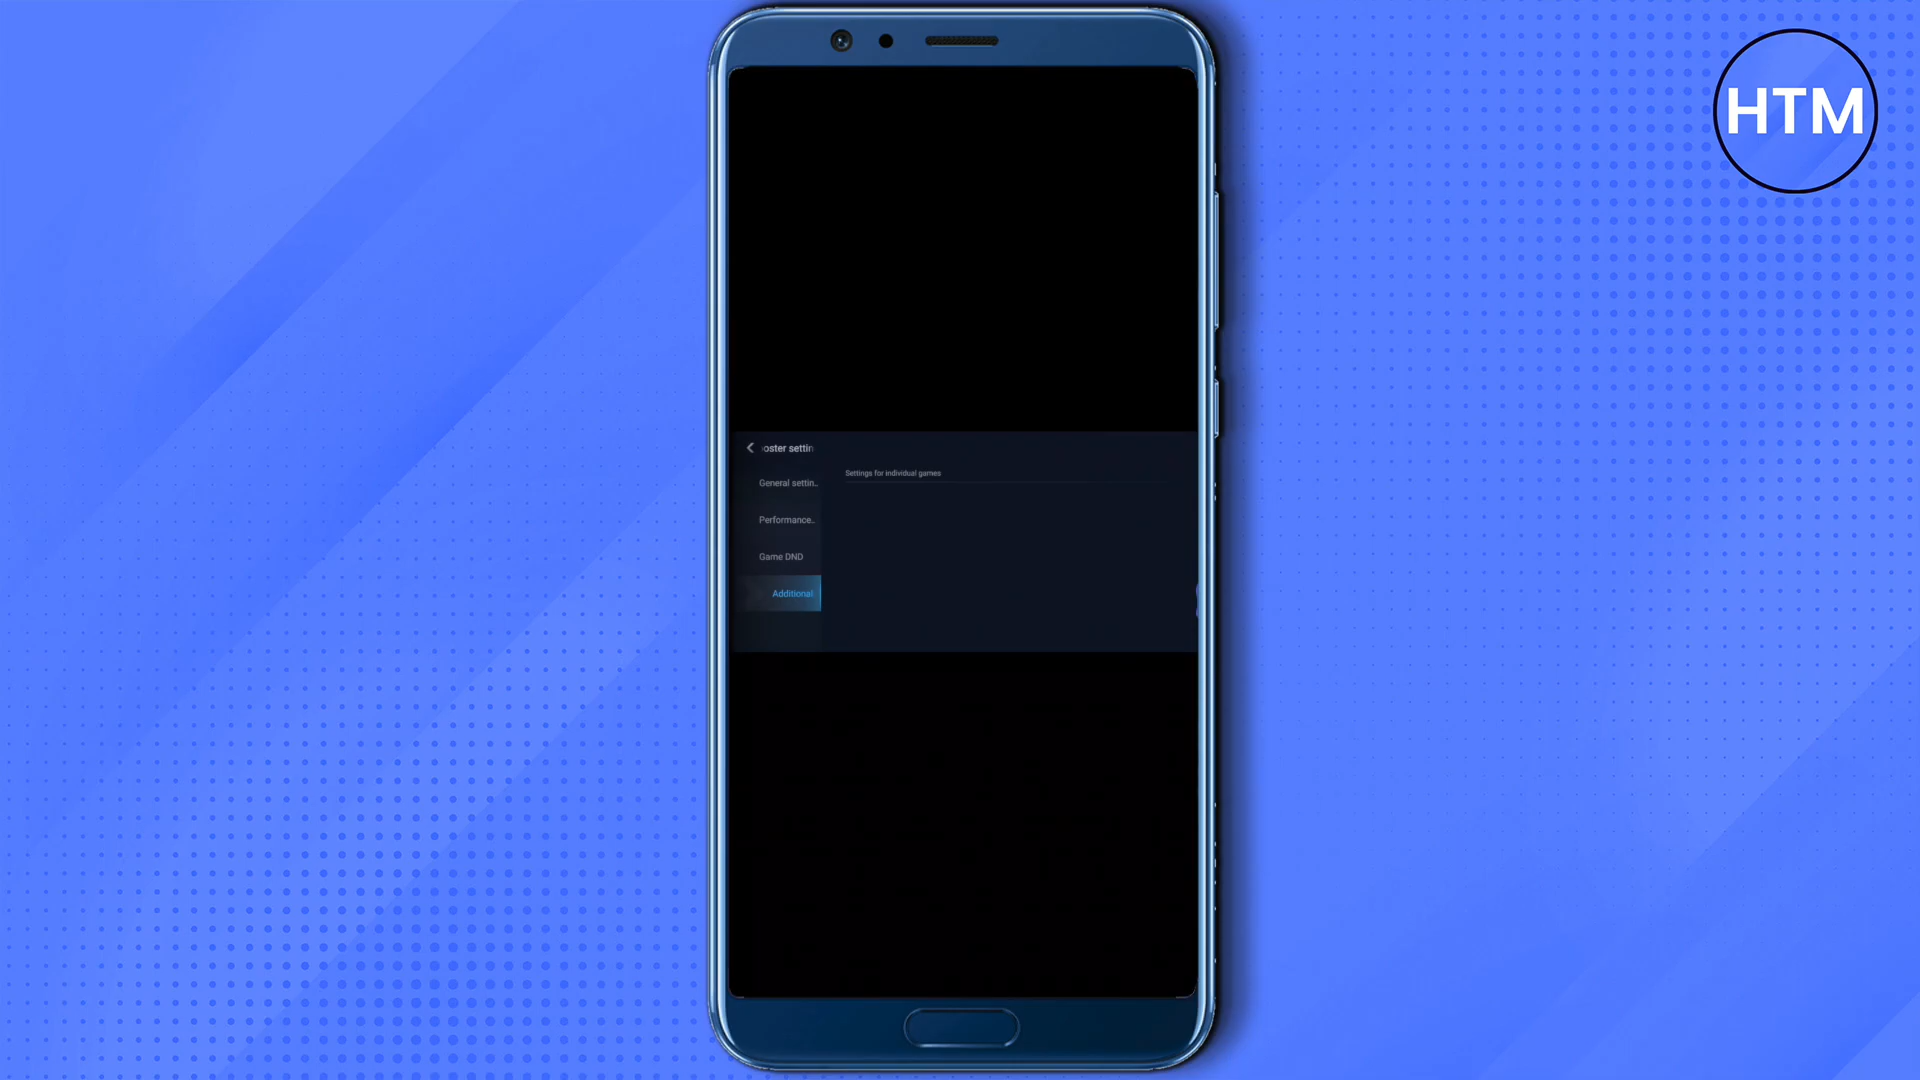 HTM
oster settin
Settings for individual games
General settin..
Performance..
Game DND
Additional